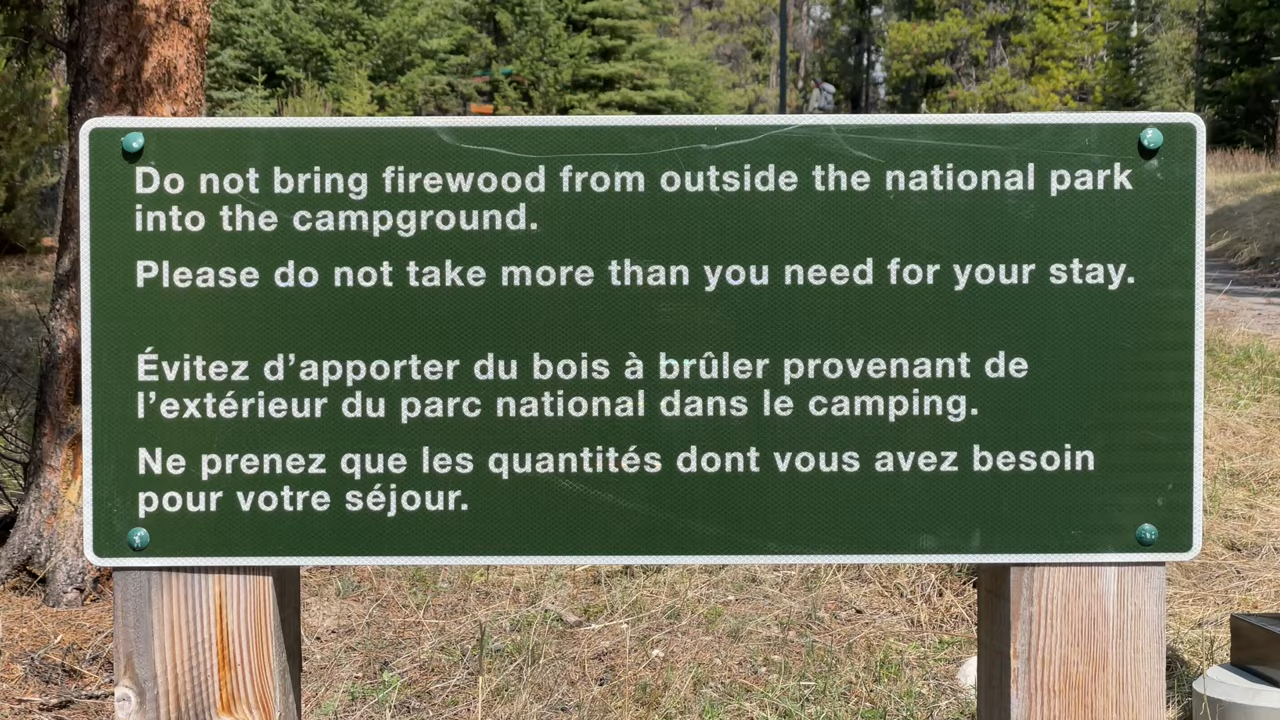 Do not bring firewood from outside the national park
into the campground.
Please do not take more than you need for your stay.
Évitez d'apporter du bois à brûler provenant de
l'extérieur du parc national dans le camping.
Ne prenez que les quantités dont vous avez besoin
pour votre séjour.